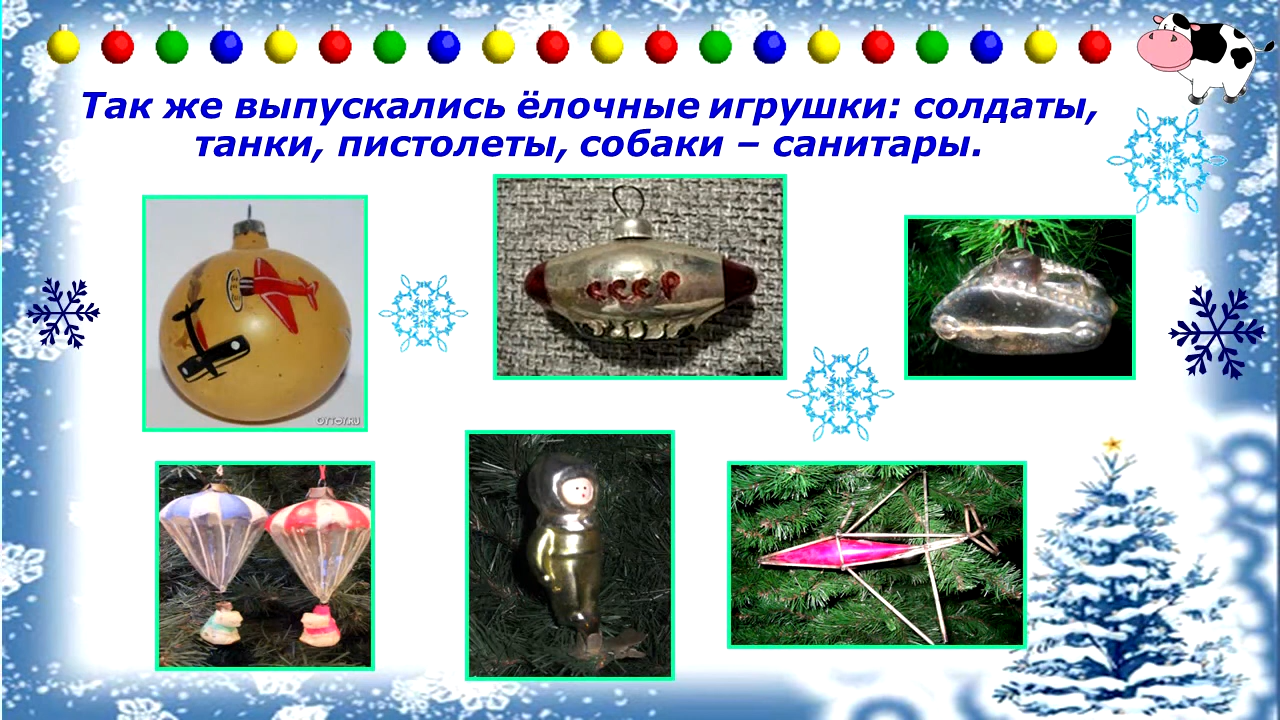 Так же выпускались ёлочные игрушки: солдаты,
танки, пистолеты, собаки – санитары.
СССР